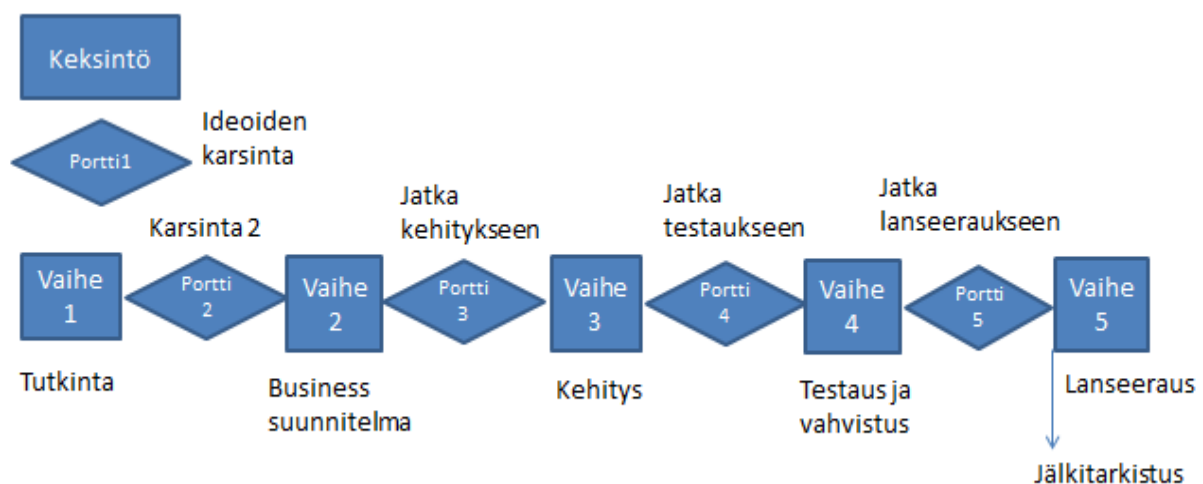 Keksintö
Ideoiden
karsinta
Portti1
Karsinta 2
Jatka
kehitykseen
Jatka
testaukseen
Jatka
lanseeraukseen
Vaihe
1
Portti
2
Vaihe
2
Portti
3
Vaihe
3
Portti
4
Vaihe
4
Portti
5
Vaihe
5
Tutkinta
Business
suunnitelma
Kehitys
Testaus ja
vahvistus
Lanseeraus
Jälkitarkistus